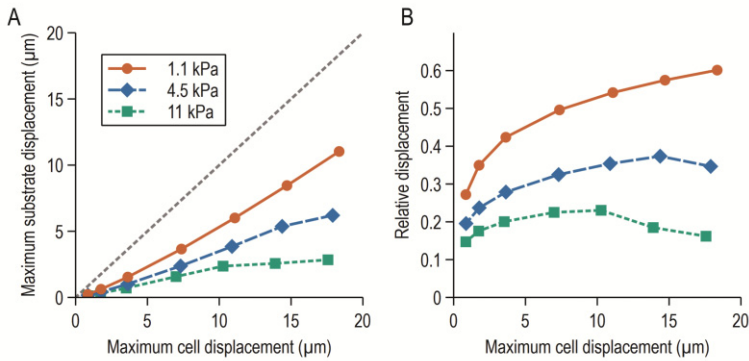 A
Maximum substrate displacement (µm)
20
15
10
5
0
0
5
10
15
20
Maximum cell displacement (µm)
1.1 kPa
4.5 kPa
11 kPa
B
Relative displacement
0.6
0.5
0.4
0.3
0.2
0.1
0
0
5
10
15
20
Maximum cell displacement (µm)